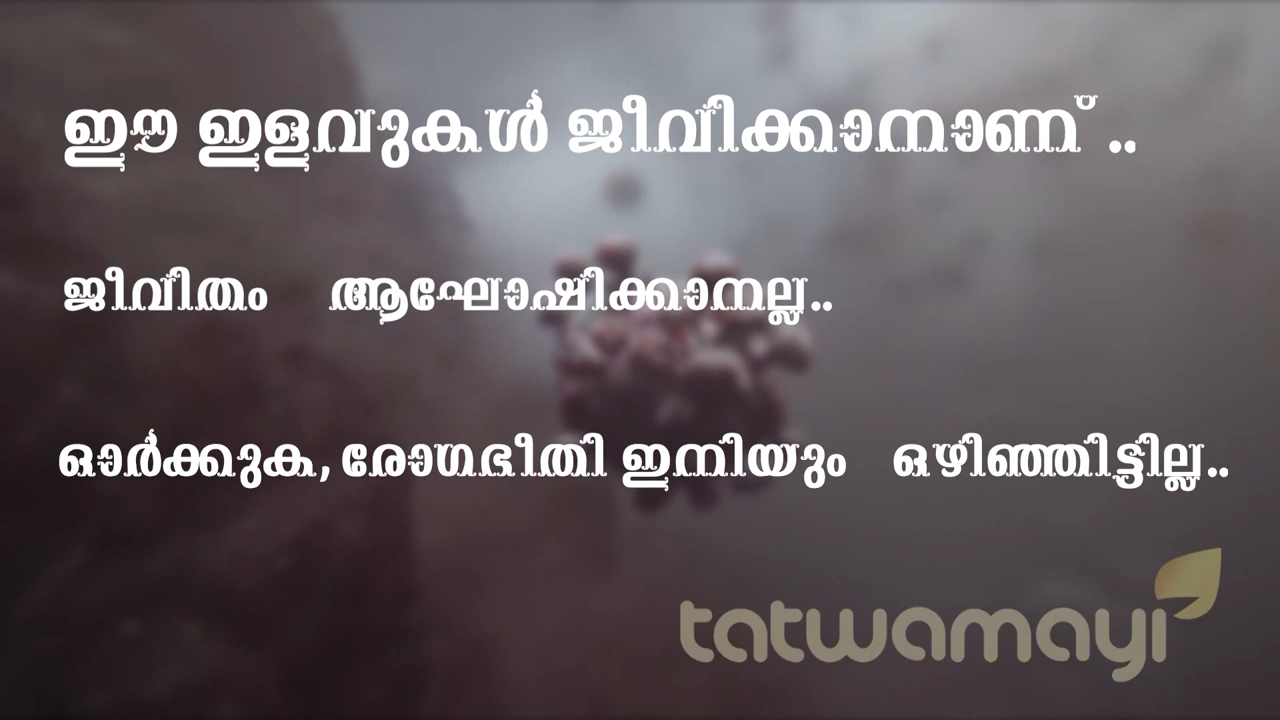 ഈ ഇളവുകൾ ജീവിക്കാനാണ് ..
ജീവിതം ആഘോഷിക്കാനല്ല..
ഓർക്കുക, രോഗഭീതി ഇനിയും ഒഴിഞ്ഞിട്ടില്ല..
tatwamayi